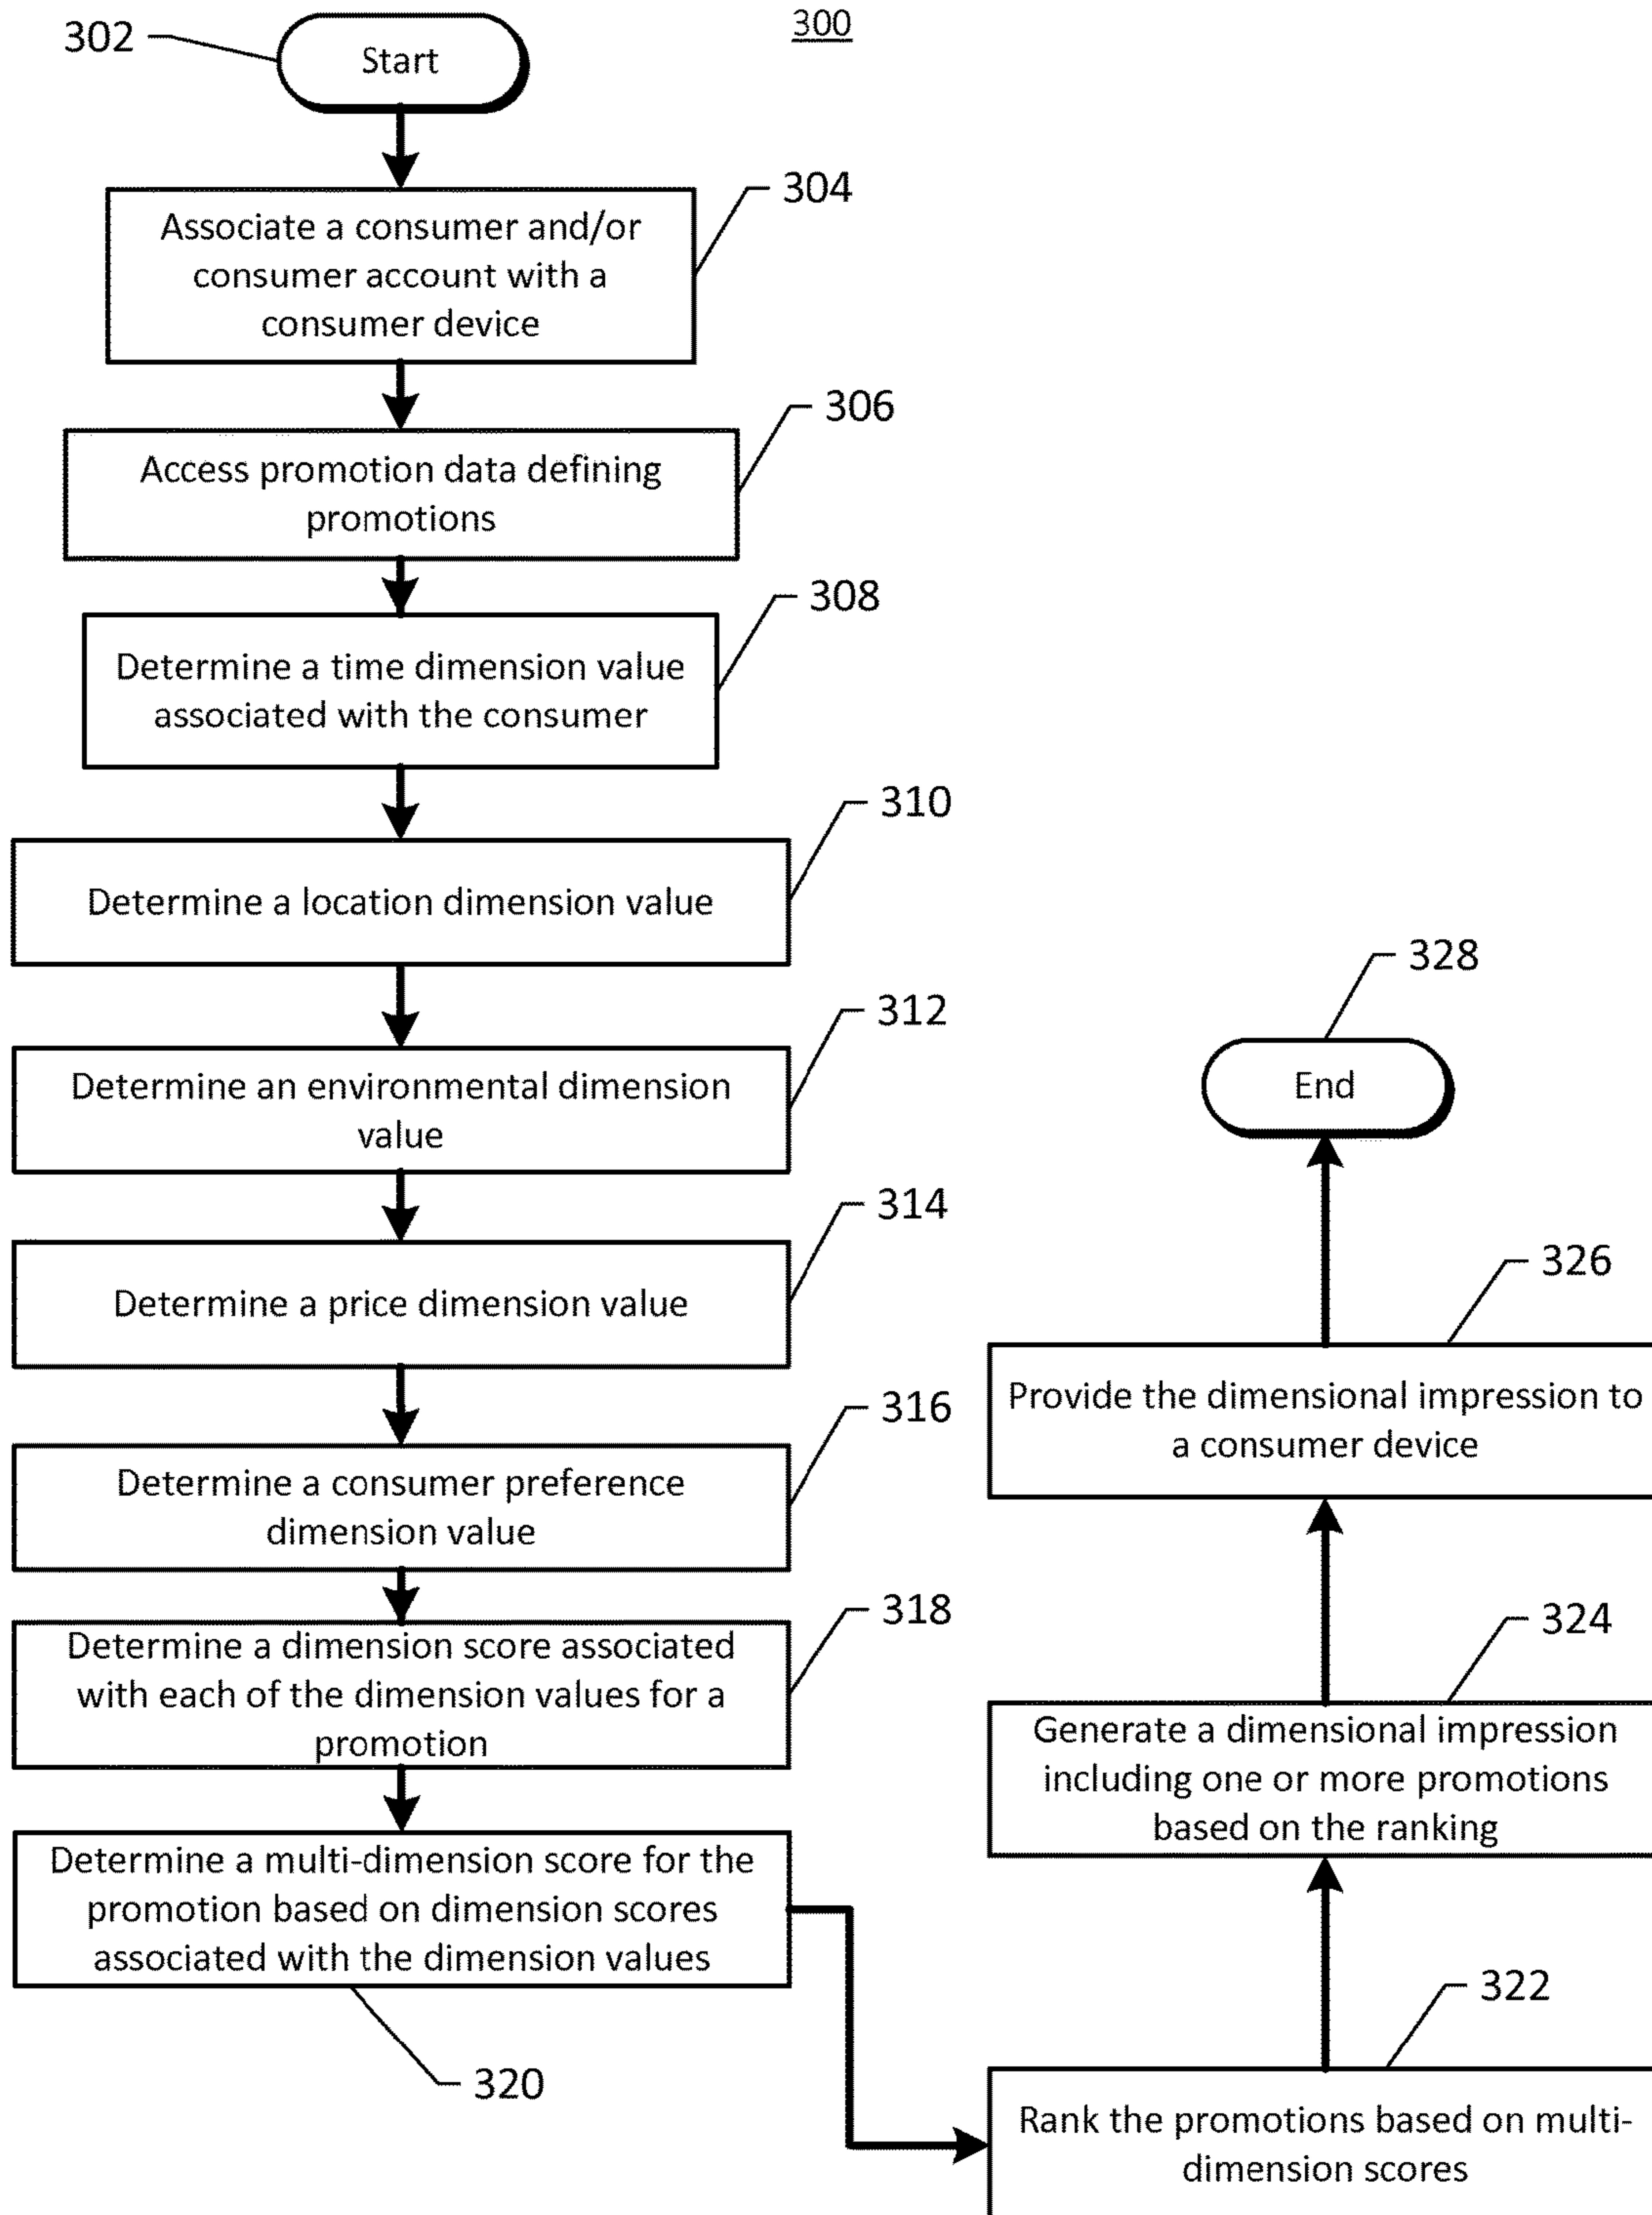 300
302
Start
304
Associate a consumer and/or
consumer account with a
consumer device
306
Access promotion data defining
promotions
308
Determine a time dimension value
associated with the consumer
310
Determine a location dimension value
312
Determine an environmental dimension
value
314
Determine a price dimension value
316
Determine a consumer preference
dimension value
318
Determine a dimension score associated
with each of the dimension values for a
promotion
Determine a multi-dimension score for the
promotion based on dimension scores
associated with the dimension values
320
322
Rank the promotions based on multi-
dimension scores
324
Generate a dimensional impression
including one or more promotions
based on the ranking
326
Provide the dimensional impression to
a consumer device
328
End